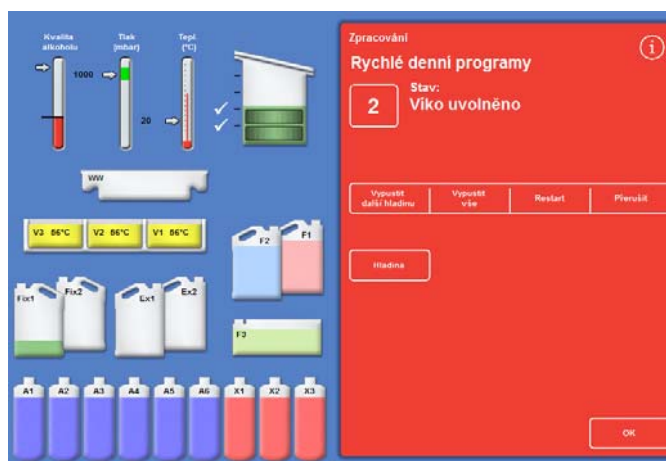 Kvalita
alkoholu
Tlak
(mbar)
Tepl.
(°C)
1000
20
WW
V3 86°C
V2 86°C
V1 86°C
Fix1
Fix2
Ex1
Ex2
F2
F1
F3
A1
A2
A3
A4
A5
A6
X1
X2
X3
Zpracování
Rychlé denní programy
i
2
Stav:
Víko uvolněno
Vypustit
další hladinu
Vypustit
vše
Restart
Přerušit
Hladina
OK